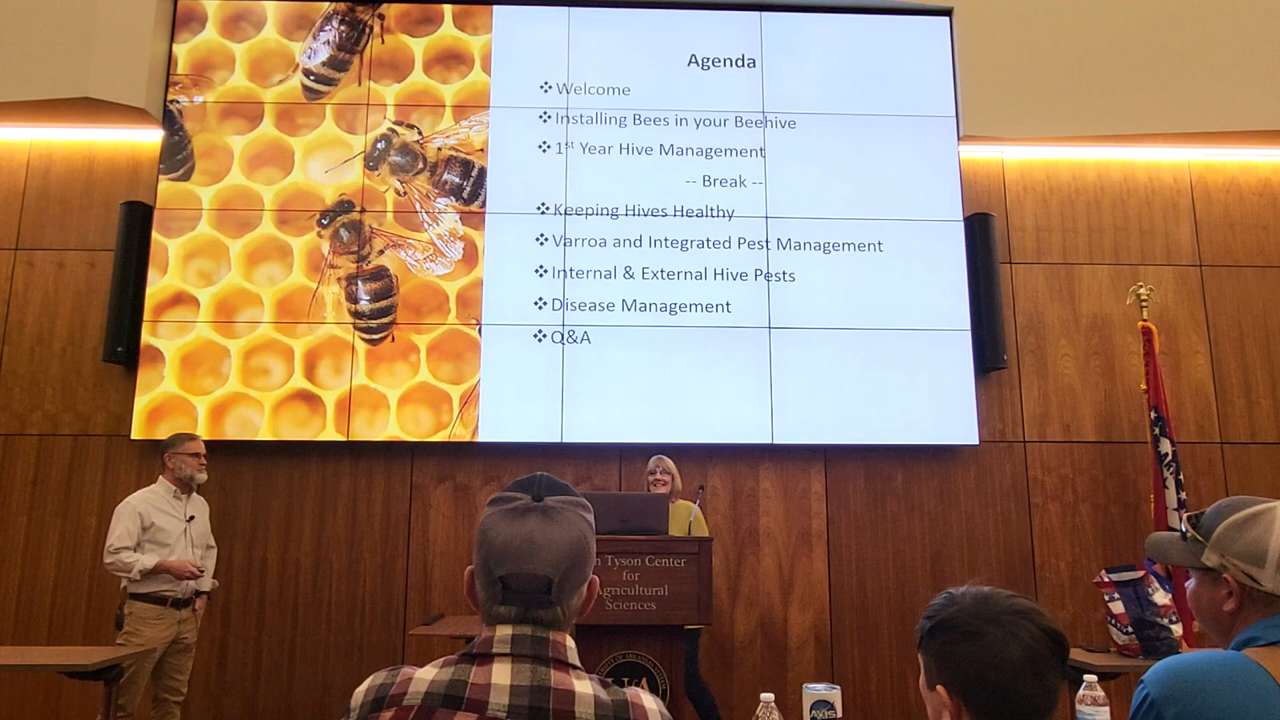 Agenda
❖Welcome
❖Installing Bees in your Beehive
❖1st Year Hive Management
-- Break --
❖Keeping Hives Healthy
❖Varroa and Integrated Pest Management
❖Internal & External Hive Pests
❖Disease Management
❖Q&A
Tyson Center
for
Agricultural
Sciences
AXIS